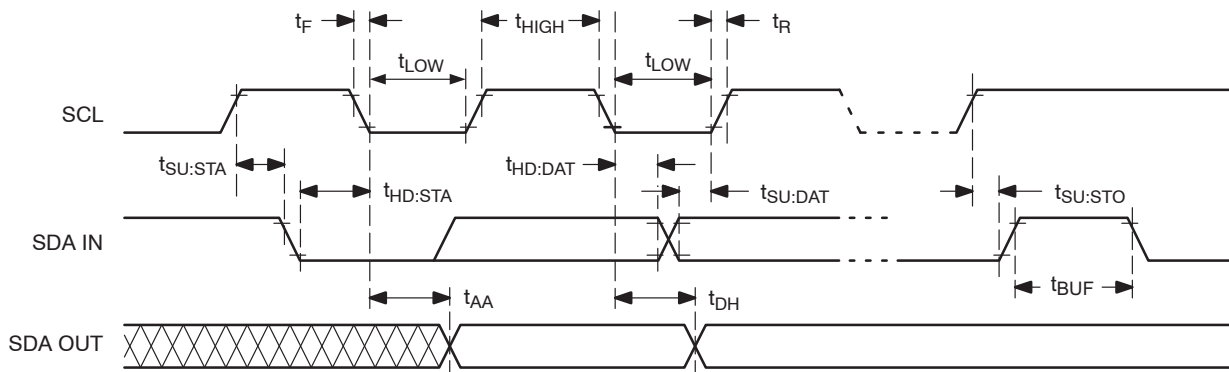 tF
tHIGH
tR
tLOW
tLOW
SCL
tSU:STA
tHD:DAT
tHD:STA
tSU:DAT
tSU:STO
SDA IN
tBUF
tAA
tDH
SDA OUT